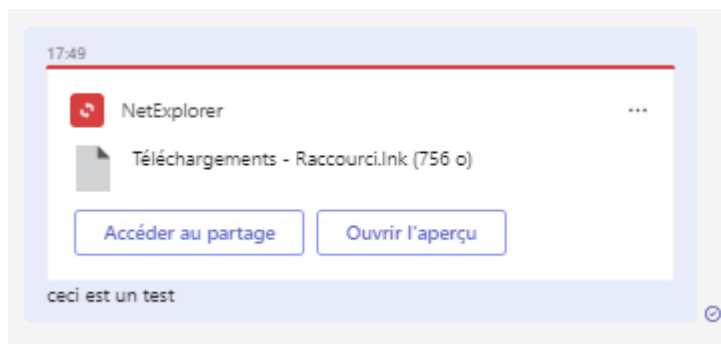 17:49
NetExplorer
Téléchargements - Raccourci.lnk (756 o)
Accéder au partage
Ouvrir l'aperçu
ceci est un test